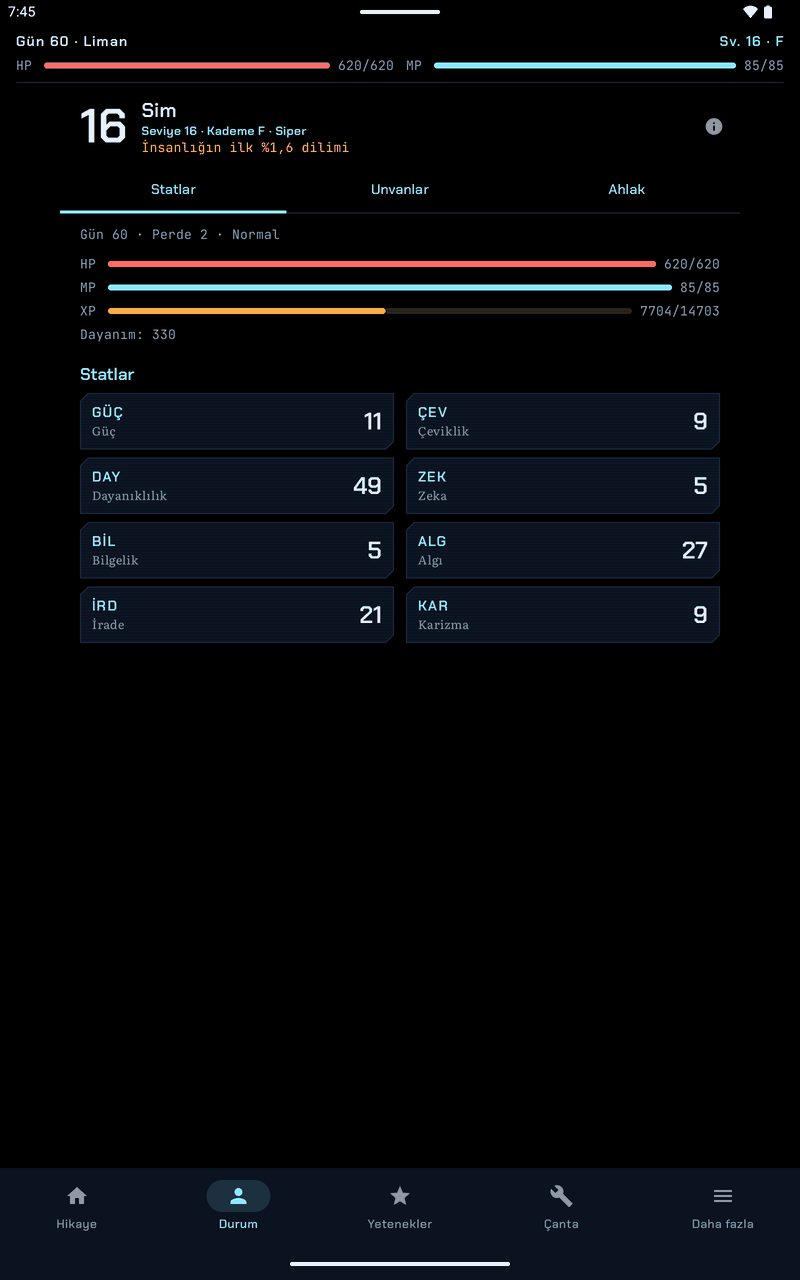 7:45
Gün 60 · Liman
Sv. 16 · F
HP 620/620 MP 85/85
16
Sim
Seviye 16 · Kademe F · Siper
İnsanlığın ilk %1,6 dilimi
Statlar Unvanlar Ahlak
Gün 60 · Perde 2 · Normal
HP 620/620
MP 85/85
XP 7704/14703
Dayanım: 330
Statlar
GÜÇ
Güç
11
ÇEV
Çeviklik
9
DAY
Dayanıklılık
49
ZEK
Zeka
5
BİL
Bilgelik
5
ALG
Algı
27
İRD
İrade
21
KAR
Karizma
9
Hikaye Durum Yetenekler Çanta Daha fazla